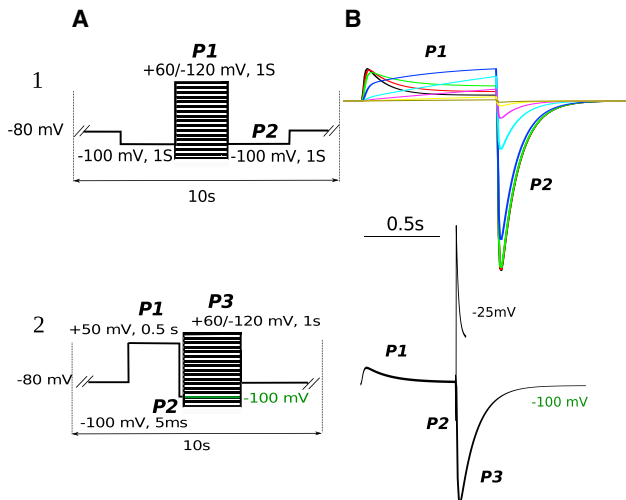 A
B
P1
+60/-120 mV, 1S
P1
1
-80 mV
P2
-100 mV, 1S
-100 mV, 1S
10s
P2
0.5s
-25mV
P1
P3
+50 mV, 0.5 s
+60/-120 mV, 1s
2
-80 mV
P1
P2
-100 mV
-100 mV
-100 mV, 5ms
10s
P2
P3